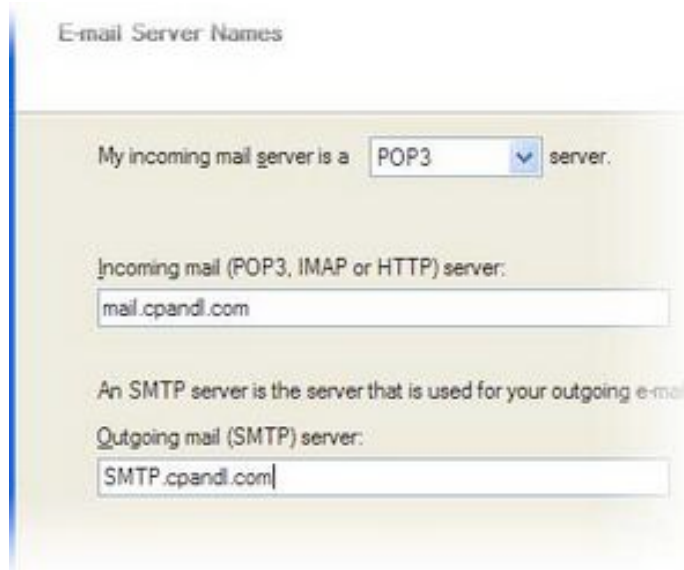 E-mail Server Names
My incoming mail server is a POP3 server.
Incoming mail (POP3, IMAP or HTTP) server:
mail.cpandl.com
An SMTP server is the server that is used for your outgoing
Outgoing mail (SMTP) server:
SMTP.cpandl.com